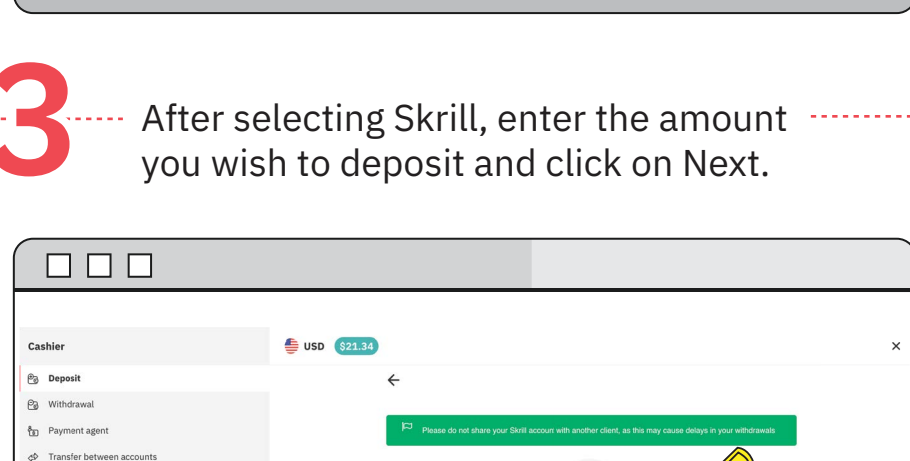 3
After selecting Skrill, enter the amount
you wish to deposit and click on Next.
Cashier
USD $21.34
Deposit
Withdrawal
Payment agent
Transfer between accounts
Please do not share your Skrill accoun with another client, as this may cause delays in your withdrawals